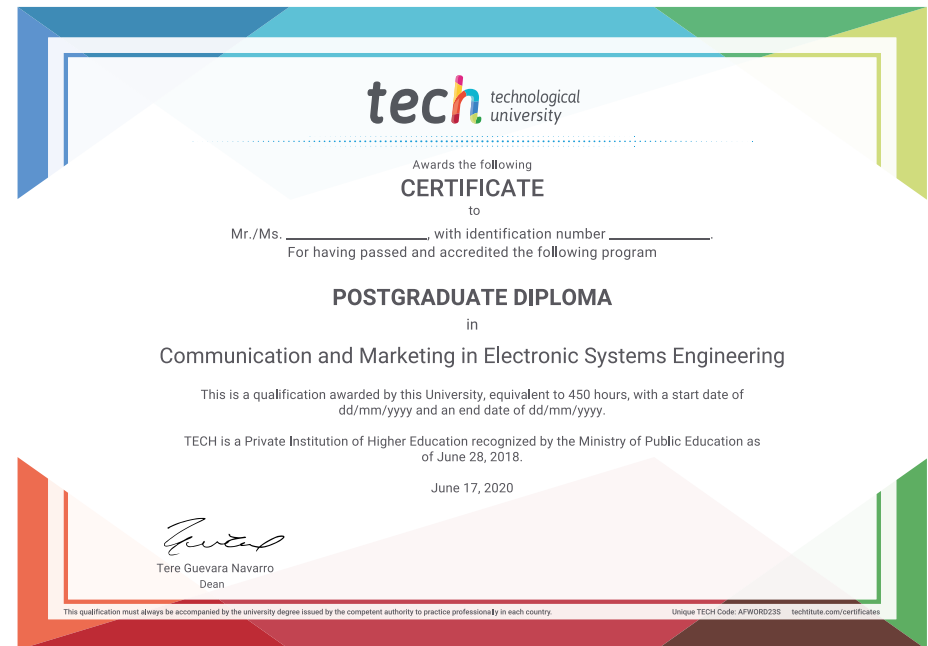 tech technological
university
Awards the following
CERTIFICATE
to
Mr./Ms. ____________________, with identification number ______________.
For having passed and accredited the following program
POSTGRADUATE DIPLOMA
in
Communication and Marketing in Electronic Systems Engineering
This is a qualification awarded by this University, equivalent to 450 hours, with a start date of
dd/mm/yyyy and an end date of dd/mm/yyyy.
TECH is a Private Institution of Higher Education recognized by the Ministry of Public Education as
of June 28, 2018.
June 17, 2020
Tere Guevara Navarro
Dean
This qualification must always be accompanied by the university degree issued by the competent authority to practice professionally in each country. Unique TECH Code: AFWORD23S techtitute.com/certificates